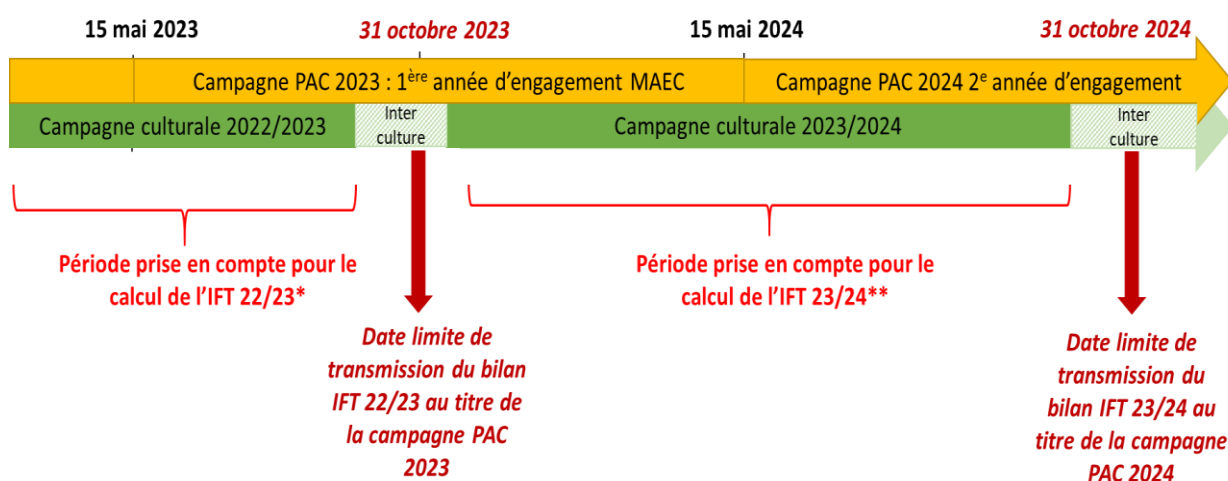 15 mai 2023
31 octobre 2023
15 mai 2024
31 octobre 2024
Campagne PAC 2023 : 1ère année d’engagement MAEC
Campagne PAC 2024 2e année d’engagement
Campagne culturale 2022/2023
Inter
culture
Campagne culturale 2023/2024
Inter
culture
Période prise en compte pour le
calcul de l’IFT 22/23*
Période prise en compte pour le
calcul de l’IFT 23/24**
Date limite de
transmission du bilan
IFT 22/23 au titre de
la campagne PAC
2023
Date limite de
transmission du
bilan IFT 23/24 au
titre de la campagne
PAC 2024